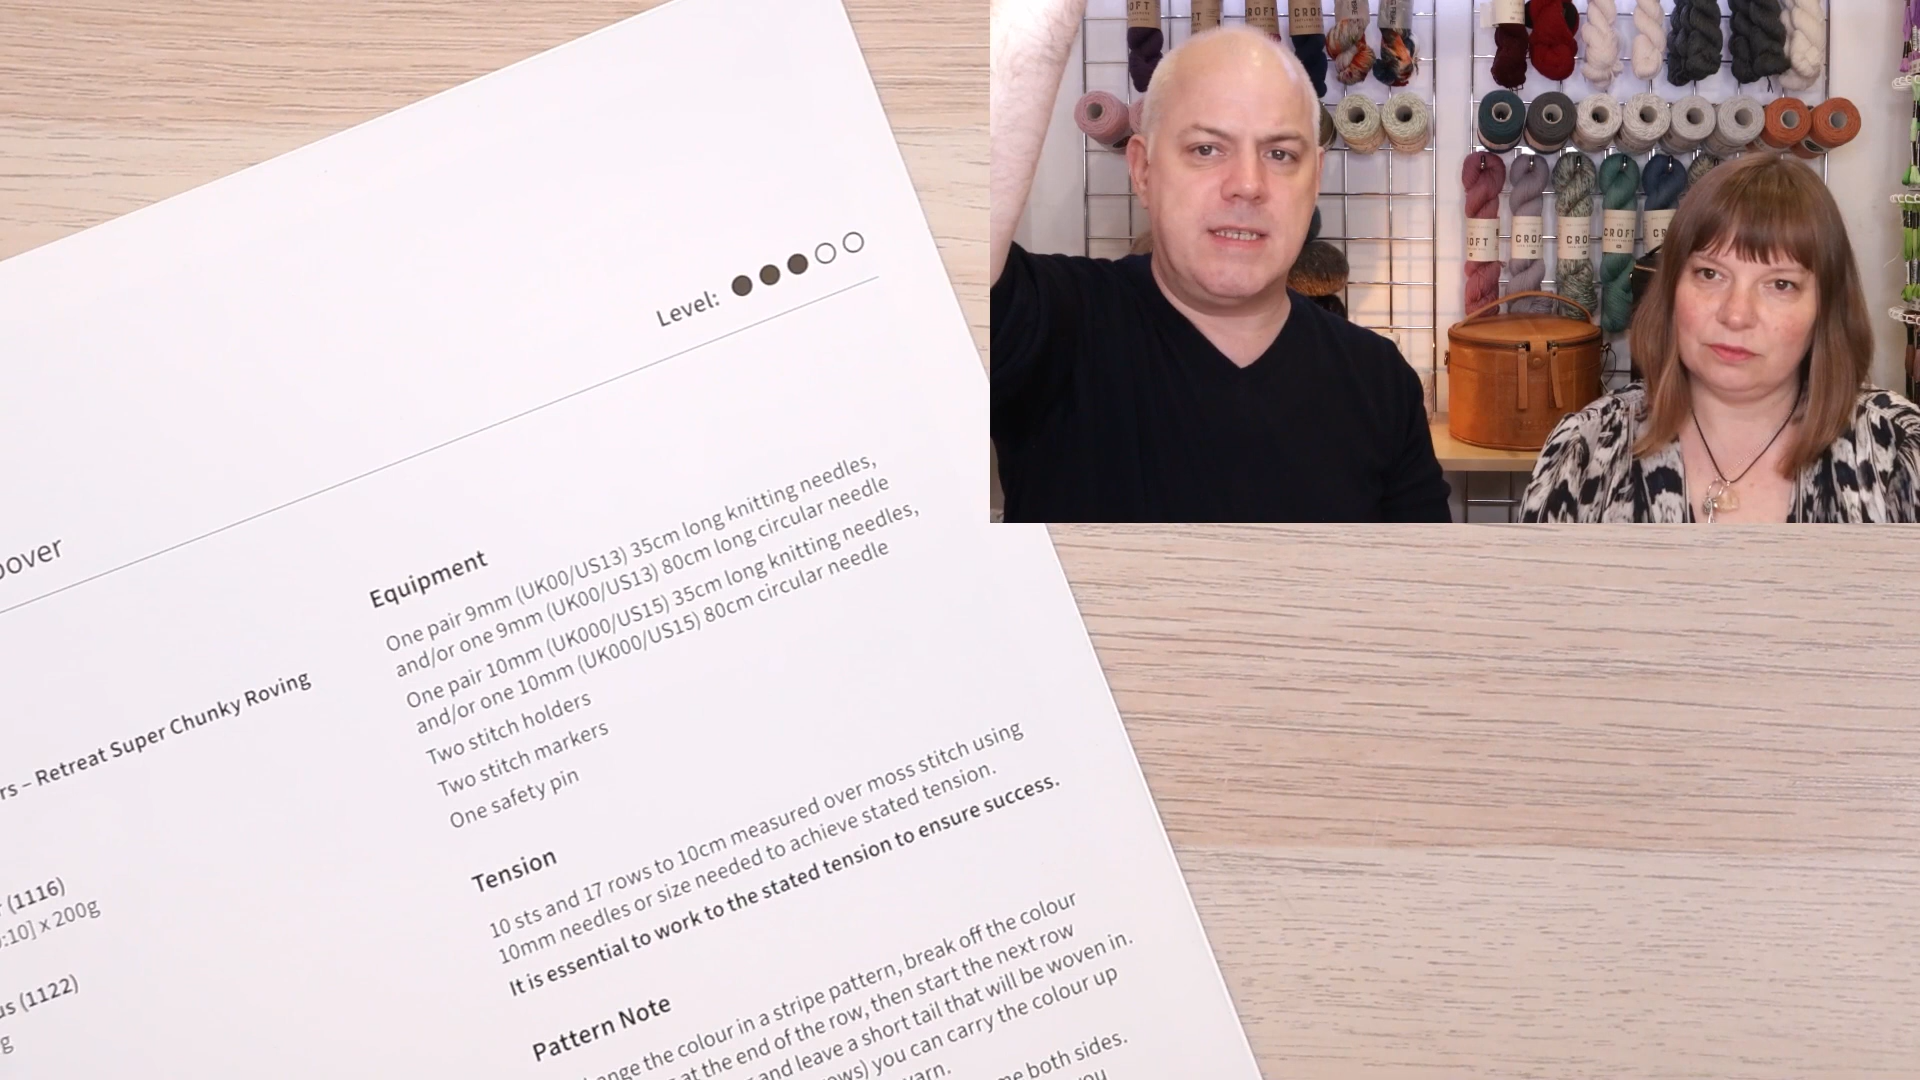 Level:
Equipment
One pair 9mm (UK00/US13) 35cm long knitting needles,
and/or one 9mm (UK00/US13) 80cm long circular needle
One pair 10mm (UK000/US15) 35cm long knitting needles,
and/or one 10mm (UK000/US15) 80cm circular needle
Two stitch holders
Two stitch markers
One safety pin
Tension
10 sts and 17 rows to 10cm measured over moss stitch using
10mm needles or size needed to achieve stated tension.
It is essential to work to the stated tension to ensure success.
Pattern Note
the colour in a stripe pattern, break off the colour
at the end of the row, then start the next row
and leave a short tail that will be woven in.
you can carry the colour up
yarn.
both sides.
you
– Retreat Super Chunky Roving
(1116)
x 200g
(1122)
CROFT
CROFT
CROFT
CROFT
CROFT
CROFT